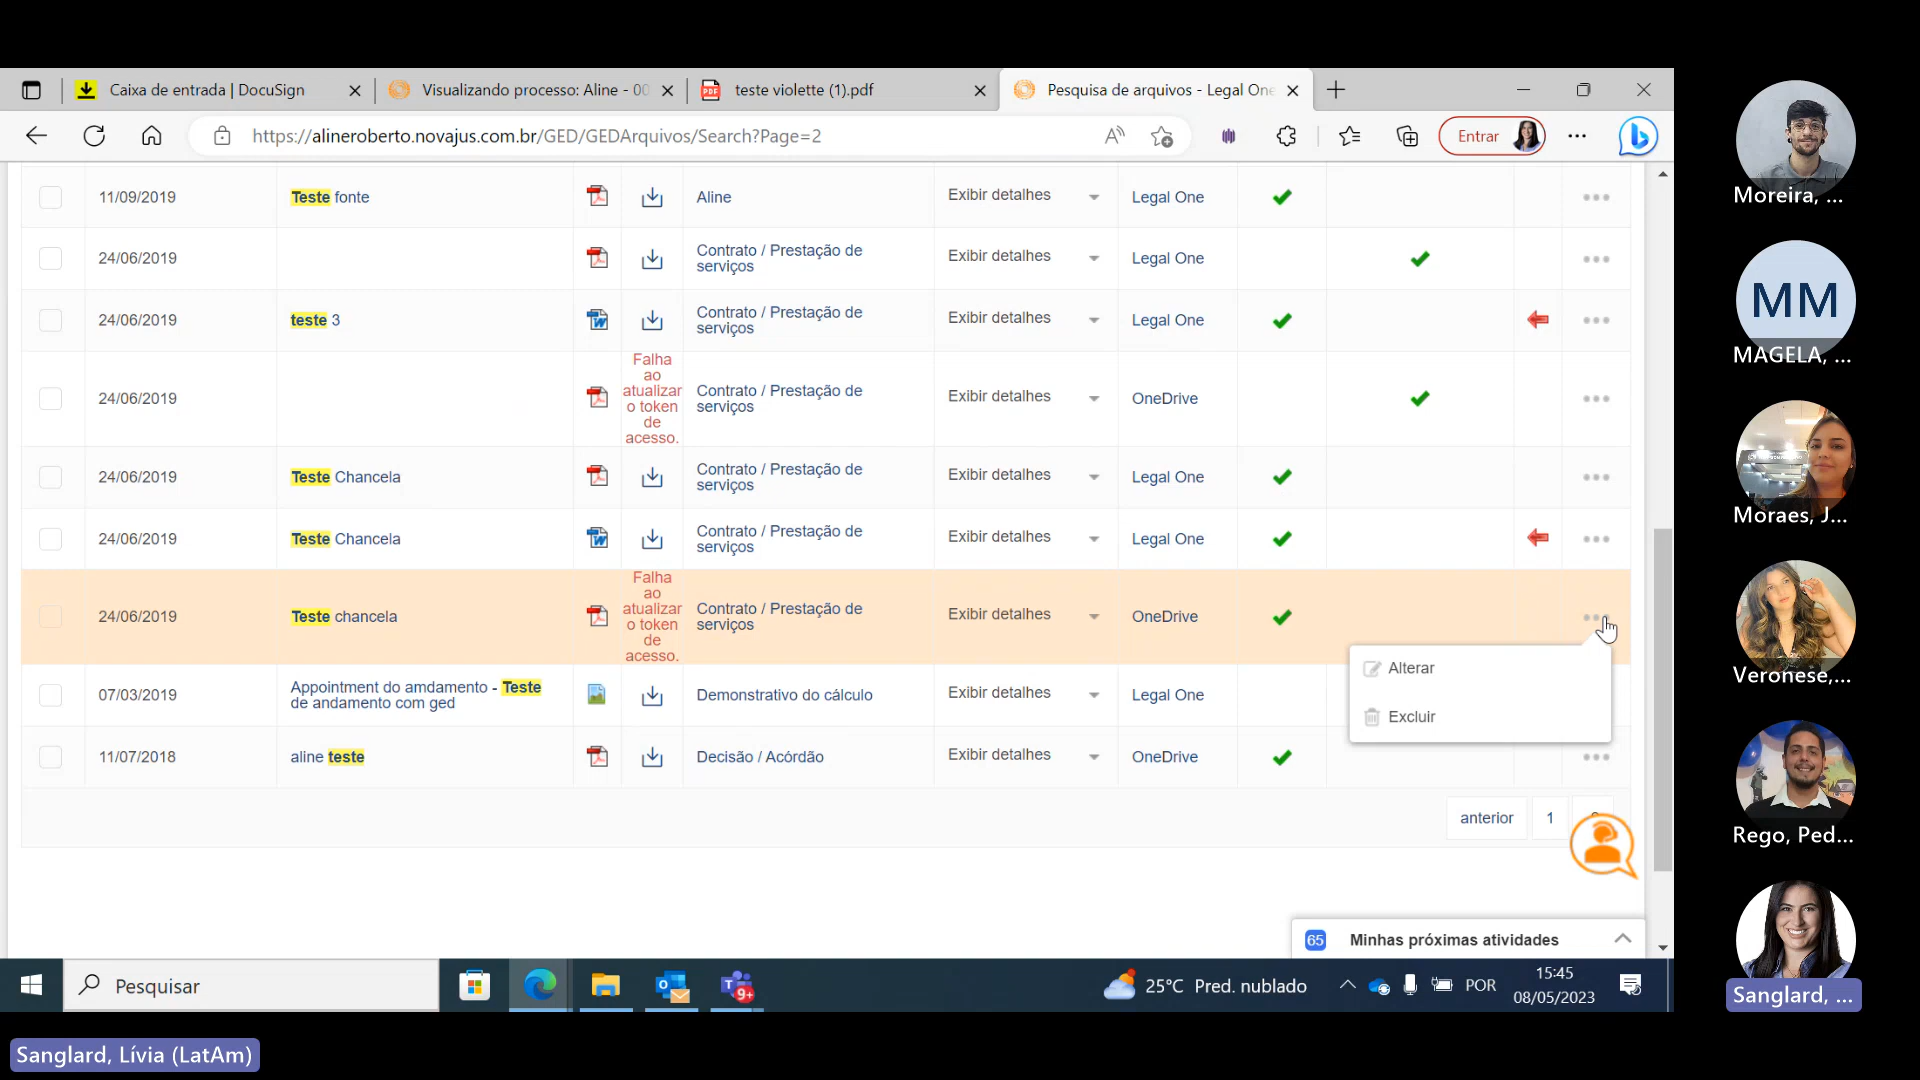 Caixa de entrada | DocuSign
Visualizando processo: Aline - 00
teste violette (1).pdf
Pesquisa de arquivos - Legal One
https://alineroberto.novajus.com.br/GED/GEDArquivos/Search?Page=2
Entrar
11/09/2019 Teste fonte Aline Exibir detalhes Legal One
24/06/2019 Contrato / Prestação de Exibir detalhes Legal One
serviços
24/06/2019 teste 3 Contrato / Prestação de Exibir detalhes Legal One
serviços
Falha
ao
atualizar
o token
de
acesso.
24/06/2019 Contrato / Prestação de Exibir detalhes OneDrive
serviços
24/06/2019 Teste Chancela Contrato / Prestação de Exibir detalhes Legal One
serviços
24/06/2019 Teste Chancela Contrato / Prestação de Exibir detalhes Legal One
serviços
Falha
ao
atualizar
o token
de
acesso.
24/06/2019 Teste chancela Contrato / Prestação de Exibir detalhes OneDrive
serviços
Alterar
Excluir
07/03/2019 Appointment do amdamento - Teste Demonstrativo do cálculo Exibir detalhes Legal One
de andamento com ged
11/07/2018 aline teste Decisão / Acórdão Exibir detalhes OneDrive
anterior 1
65 Minhas próximas atividades
Pesquisar
9+
25°C Pred. nublado
POR
15:45
08/05/2023
Moreira, ...
MM
MAGELA, ...
Moraes, J...
Veronese,...
Rego, Ped...
Sanglard, ...
Sanglard, Lívia (LatAm)